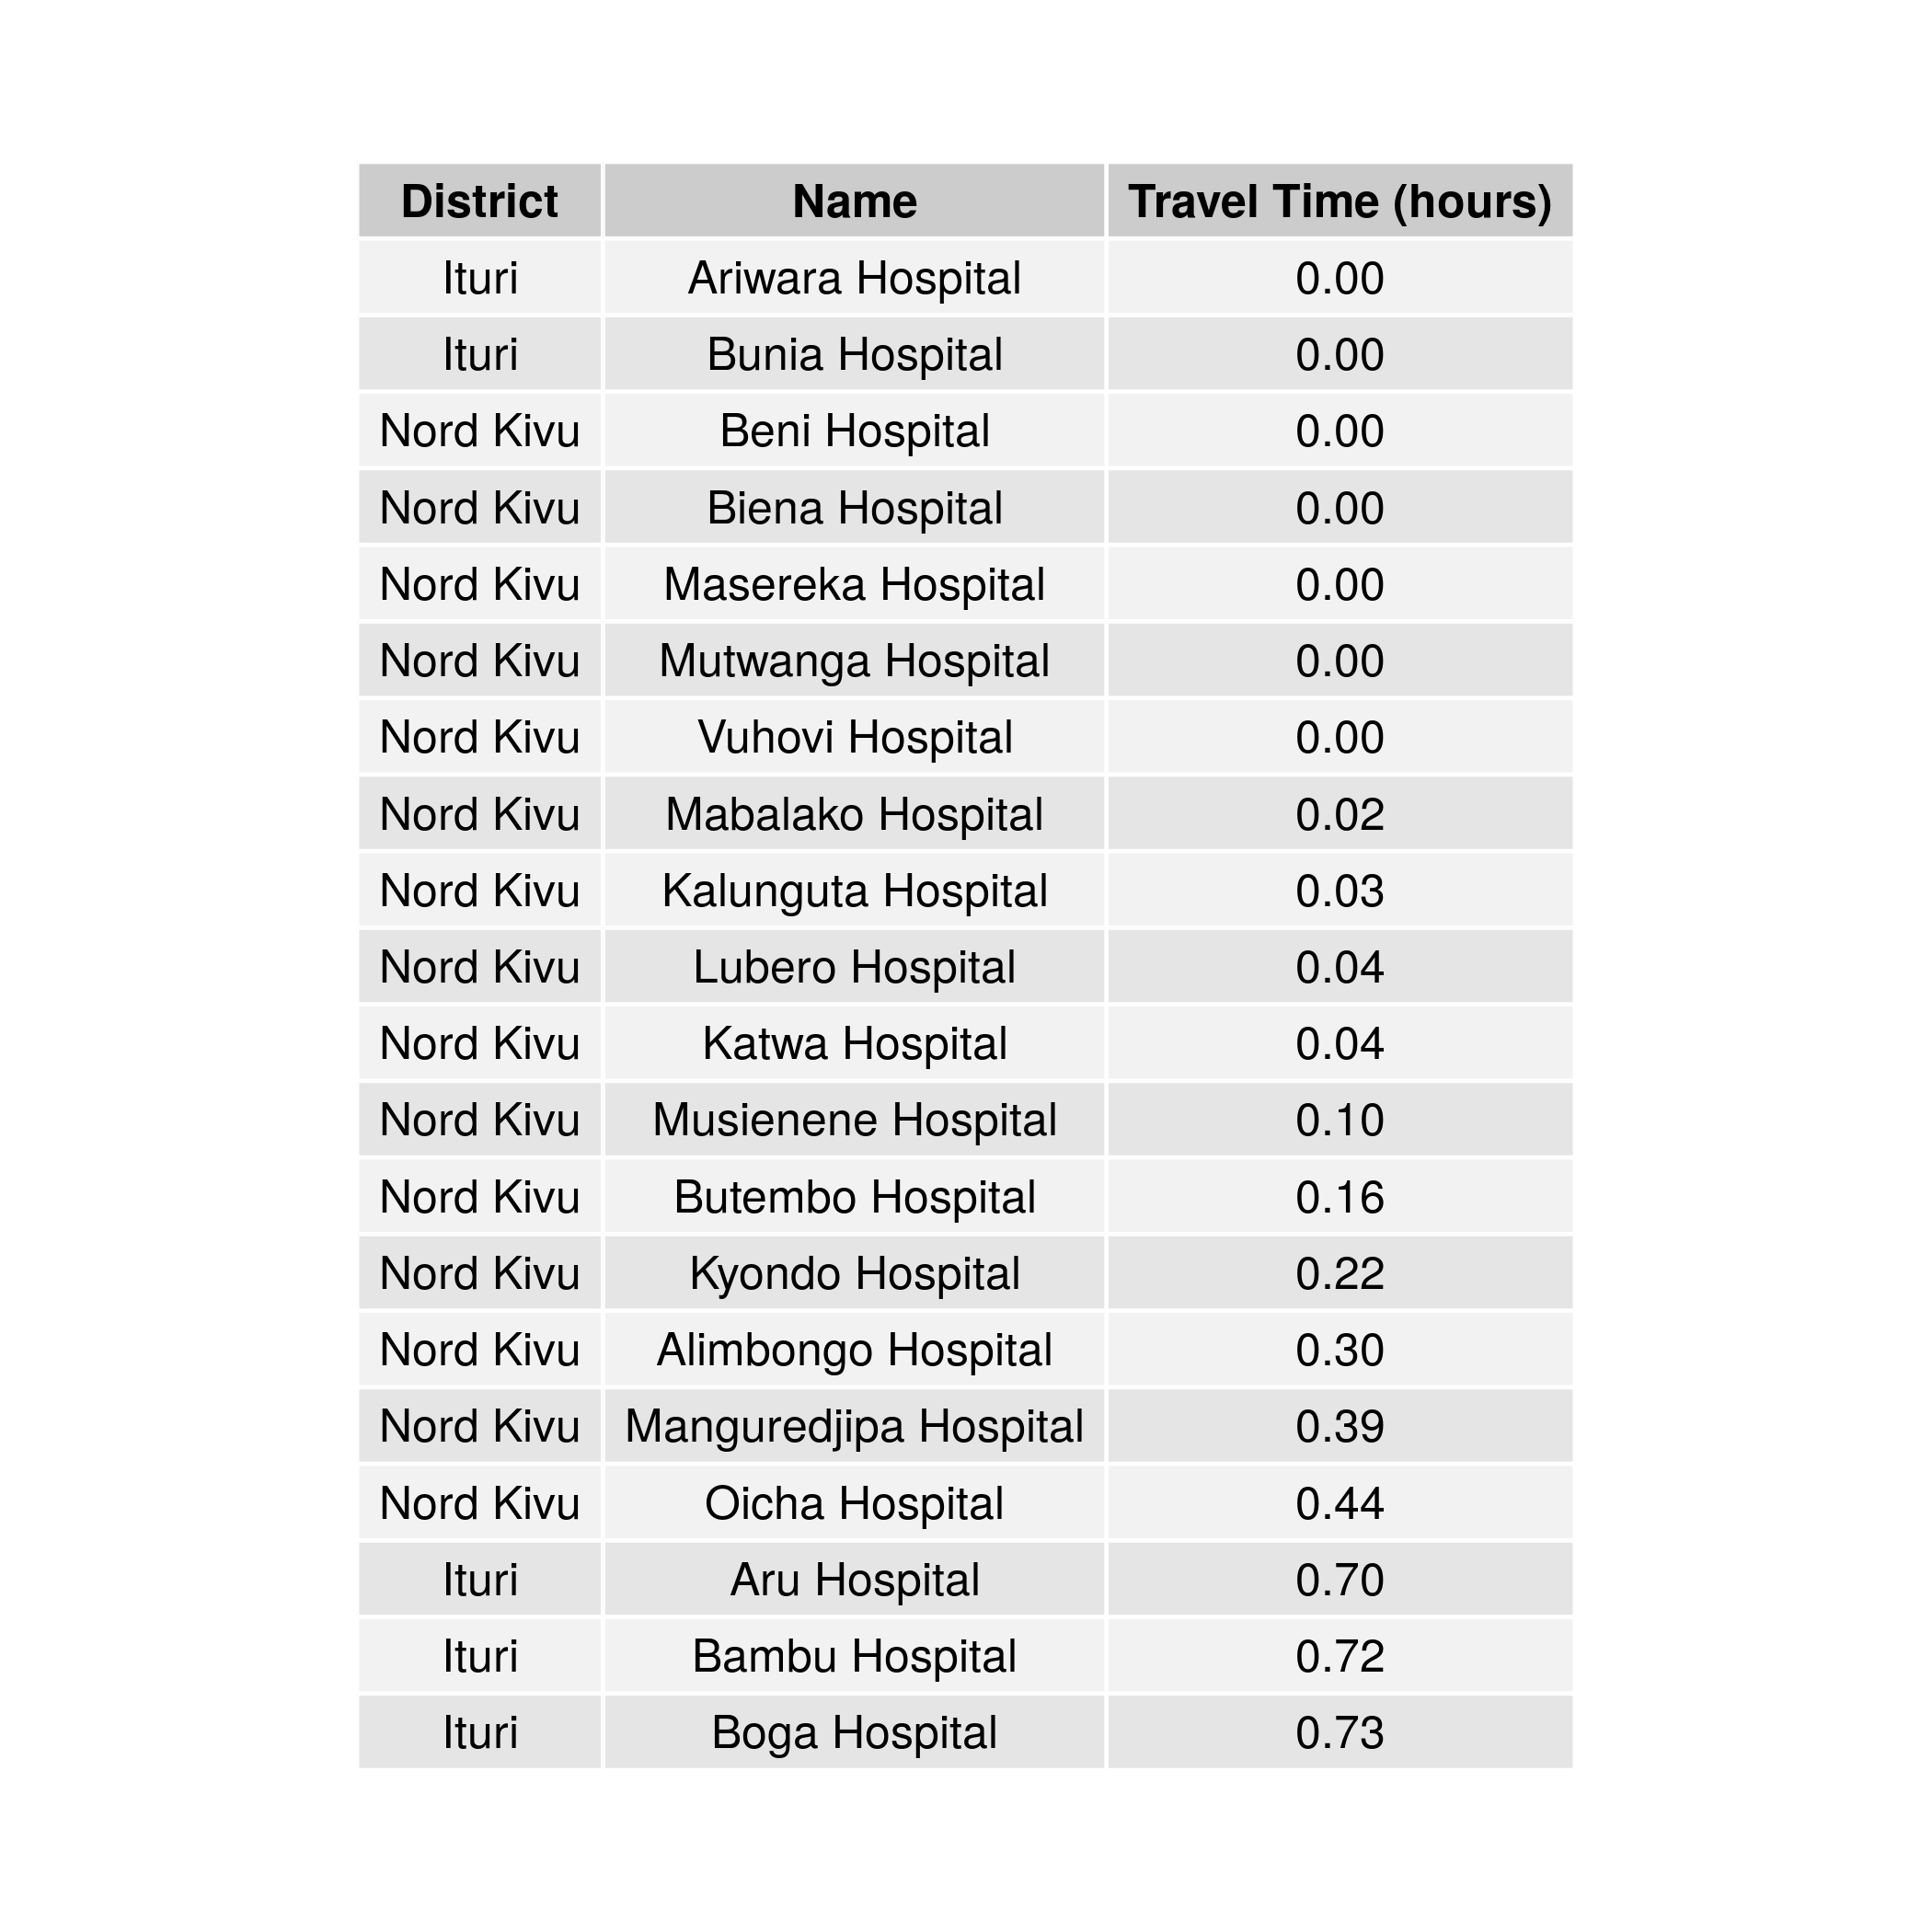 District Name Travel Time (hours)
Ituri Ariwara Hospital 0.00
Ituri Bunia Hospital 0.00
Nord Kivu Beni Hospital 0.00
Nord Kivu Biena Hospital 0.00
Nord Kivu Masereka Hospital 0.00
Nord Kivu Mutwanga Hospital 0.00
Nord Kivu Vuhovi Hospital 0.00
Nord Kivu Mabalako Hospital 0.02
Nord Kivu Kalunguta Hospital 0.03
Nord Kivu Lubero Hospital 0.04
Nord Kivu Katwa Hospital 0.04
Nord Kivu Musienene Hospital 0.10
Nord Kivu Butembo Hospital 0.16
Nord Kivu Kyondo Hospital 0.22
Nord Kivu Alimbongo Hospital 0.30
Nord Kivu Manguredjipa Hospital 0.39
Nord Kivu Oicha Hospital 0.44
Ituri Aru Hospital 0.70
Ituri Bambu Hospital 0.72
Ituri Boga Hospital 0.73